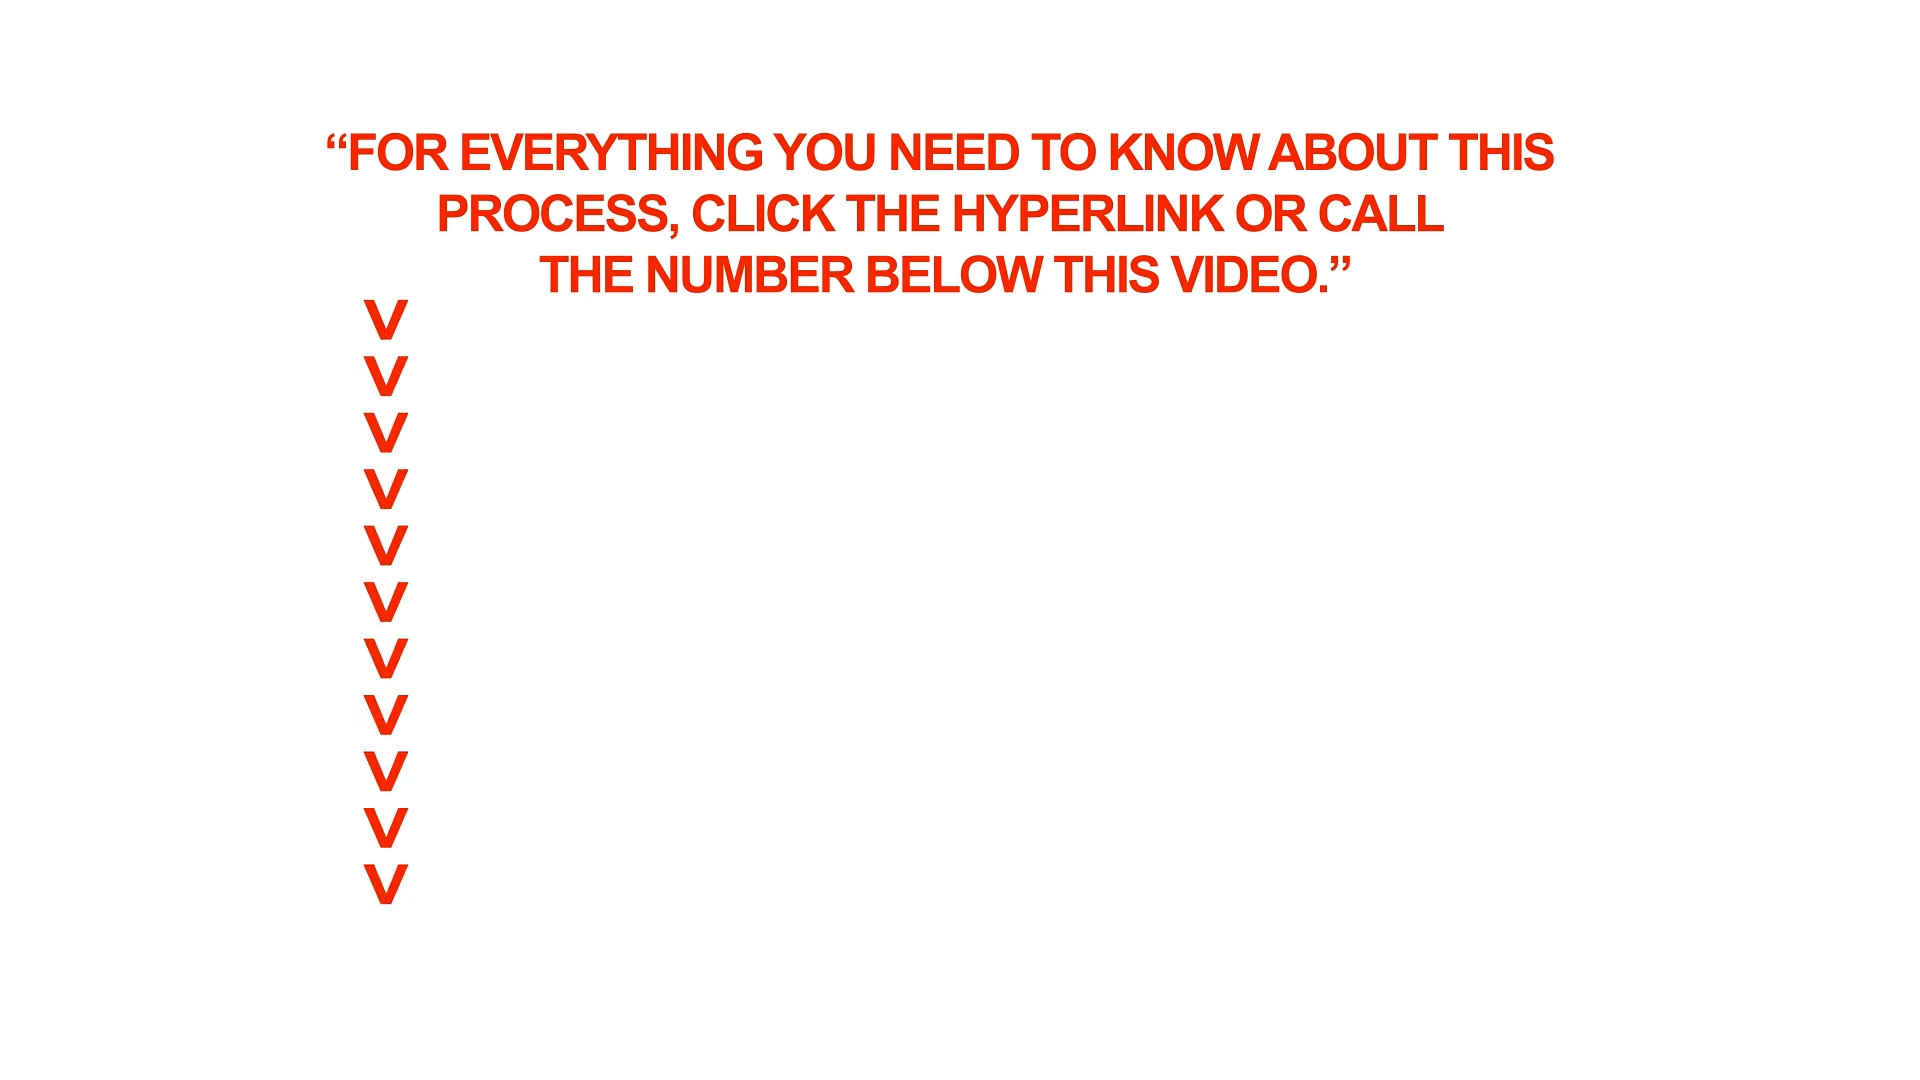 “FOR EVERYTHING YOU NEED TO KNOW ABOUT THIS
PROCESS, CLICK THE HYPERLINK OR CALL
THE NUMBER BELOW THIS VIDEO.”
V
V
V
V
V
V
V
V
V
V
V